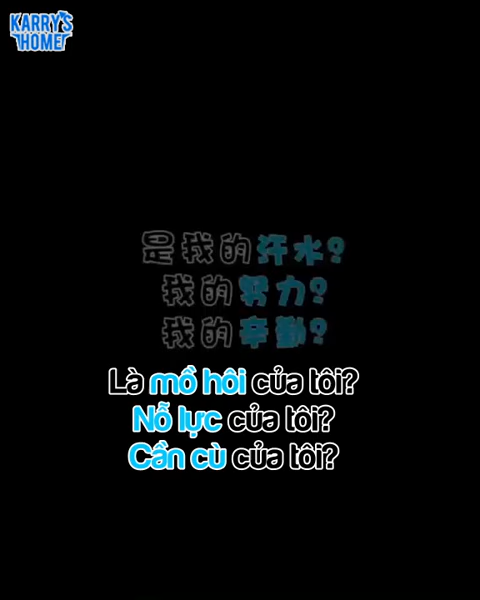 KARRY'S
HOME
是我的汗水?
我的努力?
我的辛勤?
Là mồ hôi của tôi?
Nỗ lực của tôi?
Cần cù của tôi?